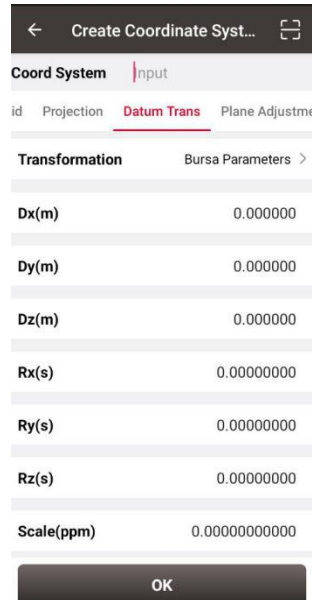 Create Coordinate Syst...
Coord System Input
id Projection Datum Trans Plane Adjustme
Transformation Bursa Parameters >
Dx(m) 0.000000
Dy(m) 0.000000
Dz(m) 0.000000
Rx(s) 0.00000000
Ry(s) 0.00000000
Rz(s) 0.00000000
Scale(ppm) 0.00000000000
OK